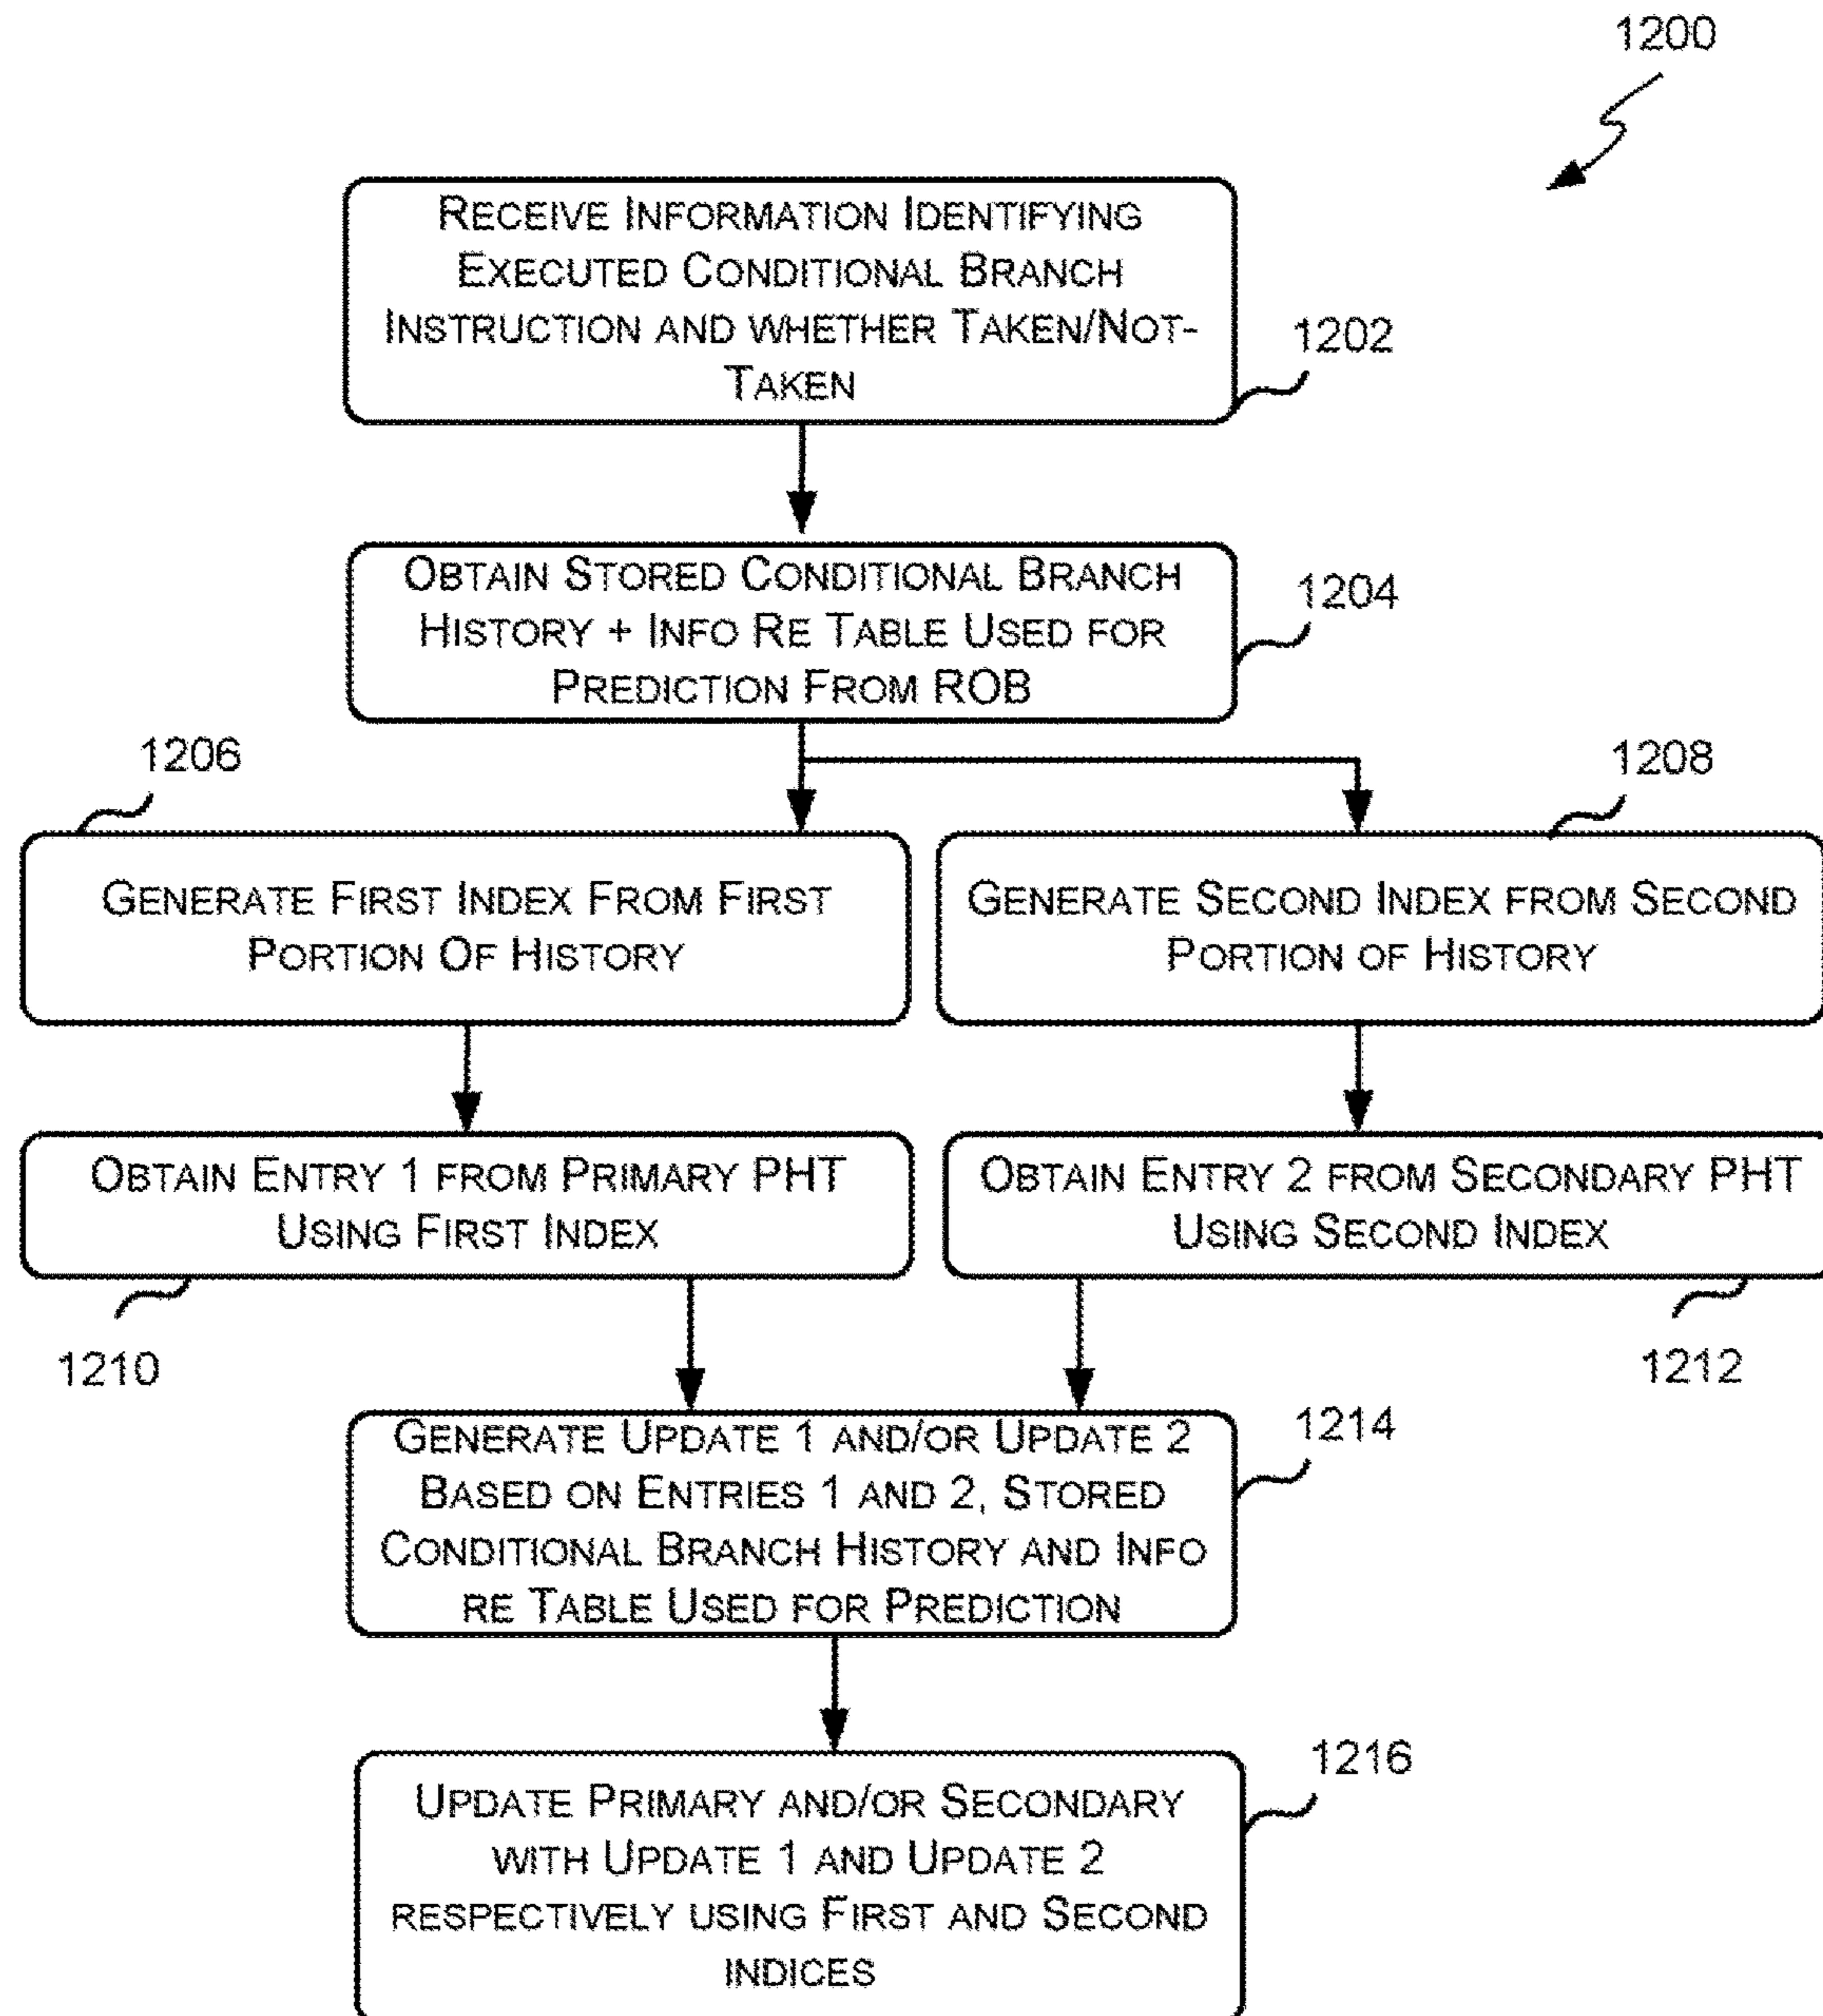 1200
RECEIVE INFORMATION IDENTIFYING
EXECUTED CONDITIONAL BRANCH
INSTRUCTION AND WHETHER TAKEN/NOT-
TAKEN
1202
OBTAIN STORED CONDITIONAL BRANCH
HISTORY + INFO RE TABLE USED FOR
PREDICTION FROM ROB
1204
1206
GENERATE FIRST INDEX FROM FIRST
PORTION OF HISTORY
1208
GENERATE SECOND INDEX FROM SECOND
PORTION OF HISTORY
OBTAIN ENTRY 1 FROM PRIMARY PHT
USING FIRST INDEX
1210
OBTAIN ENTRY 2 FROM SECONDARY PHT
USING SECOND INDEX
1212
GENERATE UPDATE 1 AND/OR UPDATE 2
BASED ON ENTRIES 1 AND 2, STORED
CONDITIONAL BRANCH HISTORY AND INFO
RE TABLE USED FOR PREDICTION
1214
UPDATE PRIMARY AND/OR SECONDARY
WITH UPDATE 1 AND UPDATE 2
RESPECTIVELY USING FIRST AND SECOND
INDICES
1216